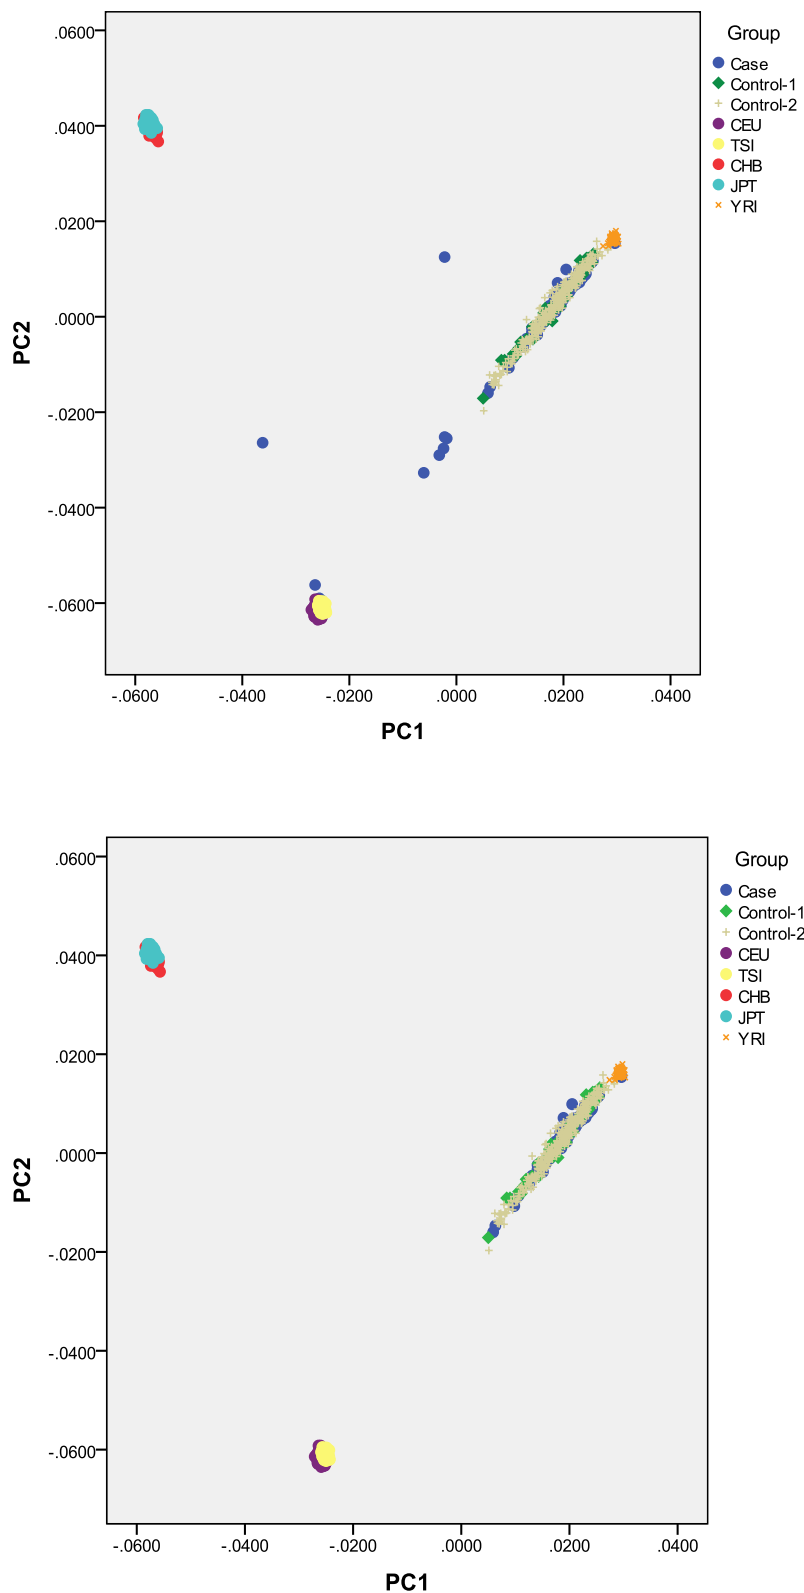 .0600
.0400
.0200
.0000
-.0200
-.0400
-.0600
PC2
-.0600 -.0400 -.0200 .0000 .0200 .0400
PC1
Group
Case
Control-1
Control-2
CEU
TSI
CHB
JPT
YRI
.0600
.0400
.0200
.0000
-.0200
-.0400
-.0600
PC2
-.0600 -.0400 -.0200 .0000 .0200 .0400
PC1
Group
Case
Control-1
Control-2
CEU
TSI
CHB
JPT
YRI